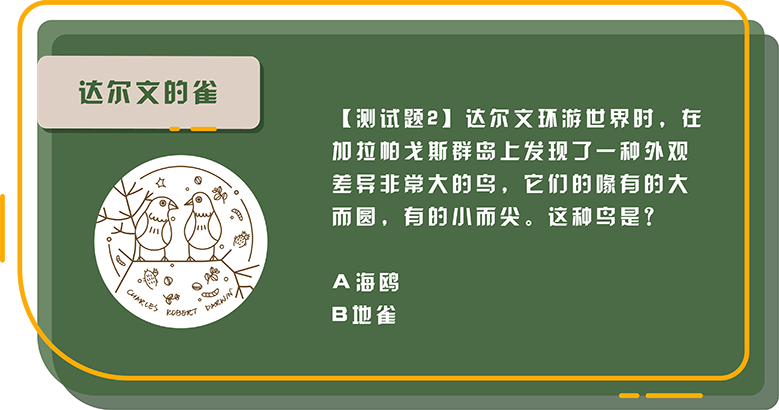 达尔文的雀
【测试题2】达尔文环游世界时，在
加拉帕戈斯群岛上发现了一种外观
差异非常大的鸟，它们的喙有的大
而圆，有的小而尖。这种鸟是？
A海鸥
B地雀
CHARLES ROBERT DARWIN